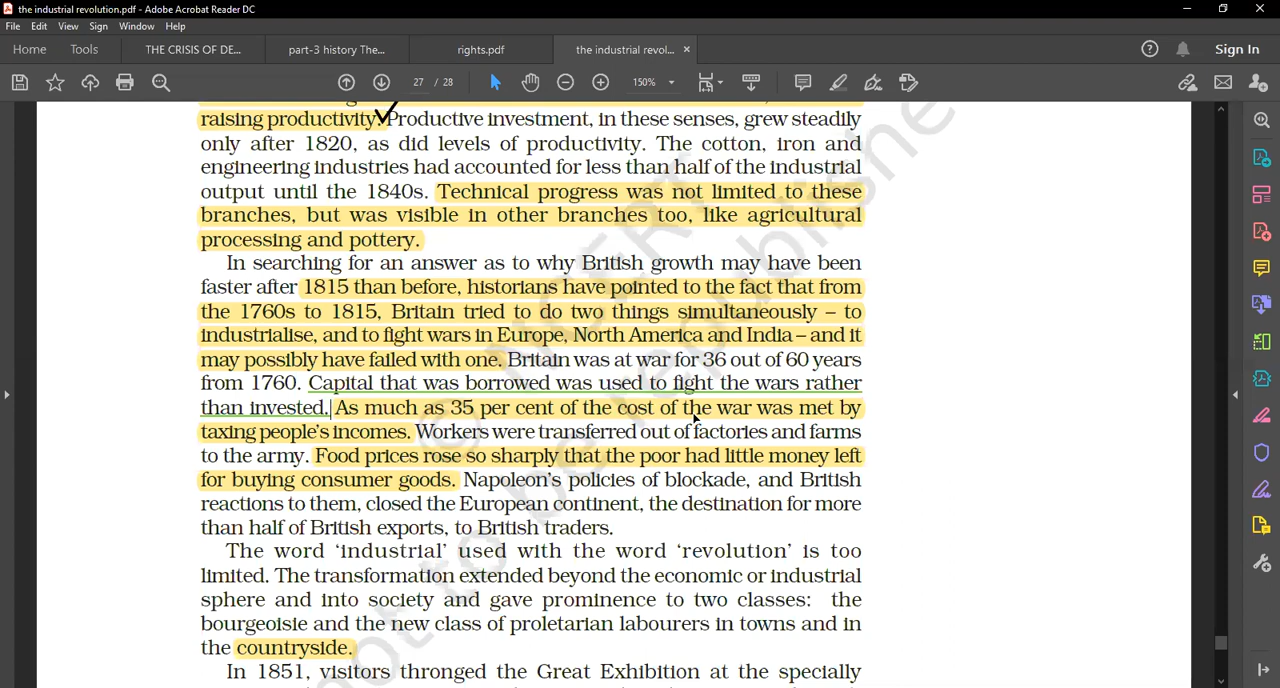 the industrial revolution.pdf - Adobe Acrobat Reader DC
File Edit View Sign Window Help
Home Tools THE CRISIS OF DE... part-3 history The... rights.pdf the industrial revol... × Sign In
27 / 28 150%
raising productivity. Productive investment, in these senses, grew steadily
only after 1820, as did levels of productivity. The cotton, iron and
engineering industries had accounted for less than half of the industrial
output until the 1840s. Technical progress was not limited to these
branches, but was visible in other branches too, like agricultural
processing and pottery.
In searching for an answer as to why British growth may have been
faster after 1815 than before, historians have pointed to the fact that from
the 1760s to 1815, Britain tried to do two things simultaneously – to
industrialise, and to fight wars in Europe, North America and India – and it
may possibly have failed with one. Britain was at war for 36 out of 60 years
from 1760. Capital that was borrowed was used to fight the wars rather
than invested. As much as 35 per cent of the cost of the war was met by
taxing people's incomes. Workers were transferred out of factories and farms
to the army. Food prices rose so sharply that the poor had little money left
for buying consumer goods. Napoleon's policies of blockade, and British
reactions to them, closed the European continent, the destination for more
than half of British exports, to British traders.
The word 'industrial' used with the word 'revolution' is too
limited. The transformation extended beyond the economic or industrial
sphere and into society and gave prominence to two classes: the
bourgeoisie and the new class of proletarian labourers in towns and in
the countryside.
In 1851, visitors thronged the Great Exhibition at the specially
© NCERT
not to be republishe